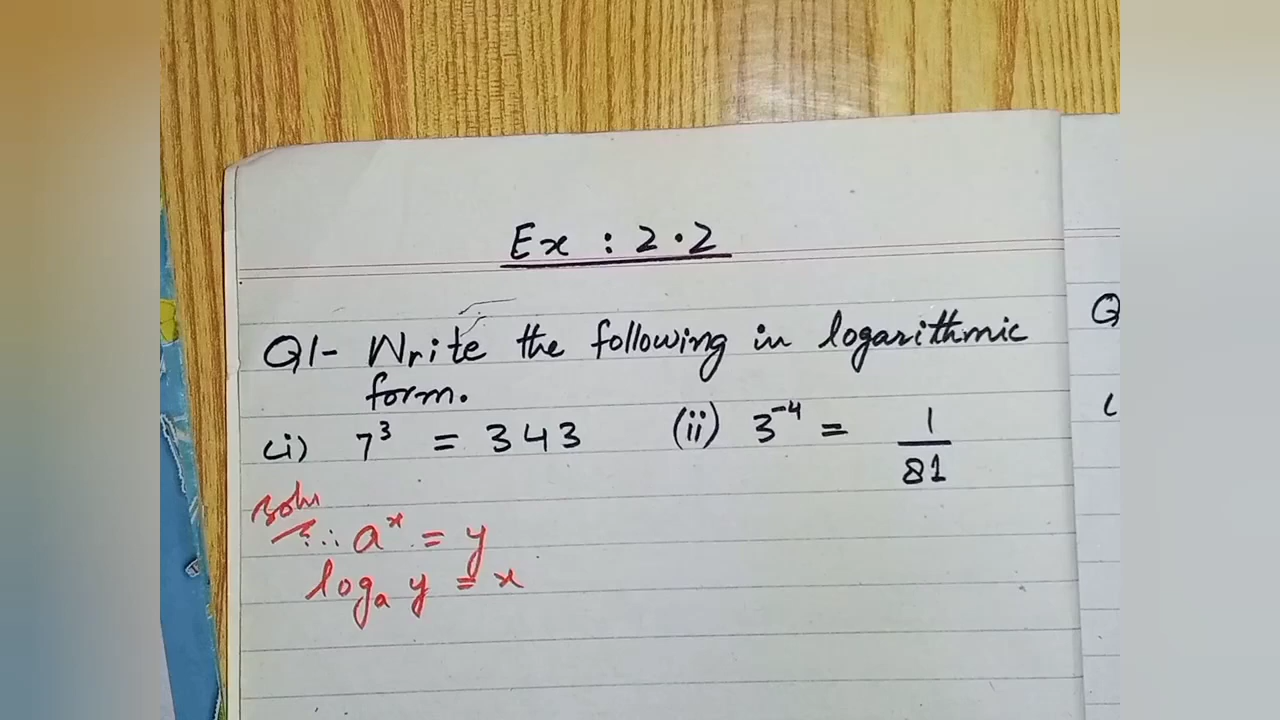 Ex : 2.2
Q1- Write the following in logarithmic
form.
(i) 7³ = 343 (ii) 3⁻⁴ = 1/81
Soln
∴ aˣ = y
logₐ y = x
Q
(